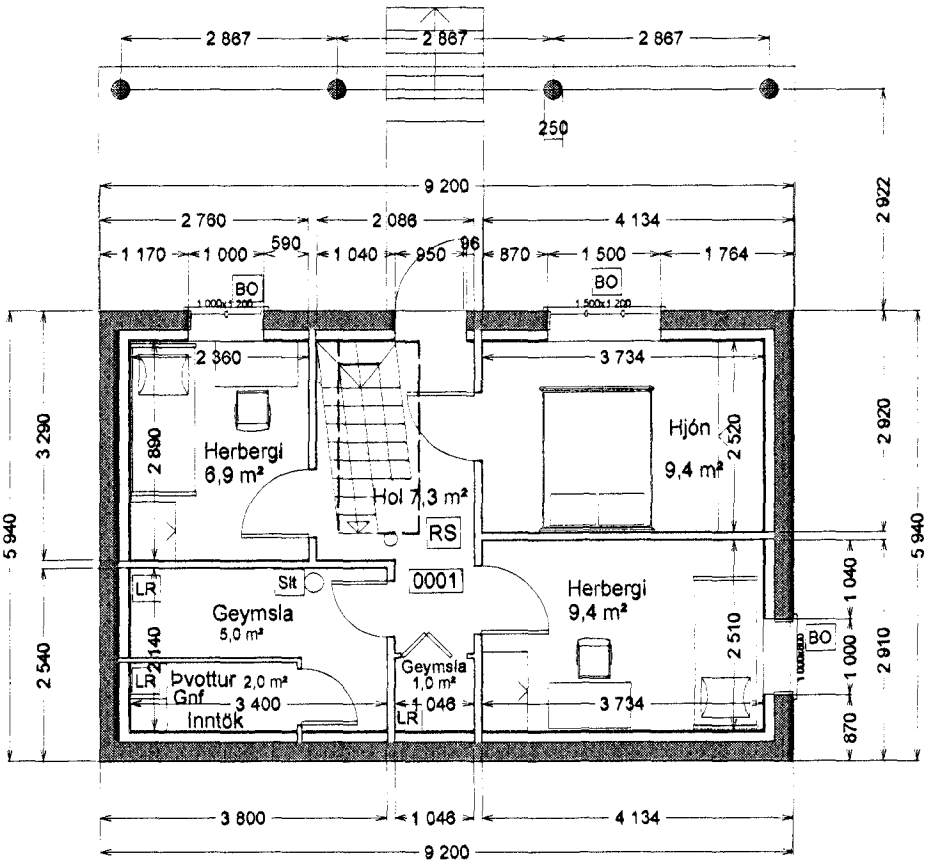 2 867 2 867 2 867
250
9 200
2 922
2 760 2 086 4 134
590 96
1 170 1 000 1 040 950 870 1 500 1 764
BO BO
1 000x1 200 1 500x1 200
2 360 3 734
3 290 2 890 Herbergi Hjón 2 520 2 920
6,9 m² 9,4 m²
Hol 7,3 m²
5 940 RS 5 940
LR Slt 0001 Herbergi 1 040
Geymsla 9,4 m²
5,0 m²
2 540 2 140 2 510 1 000 BO 2 910
LR Þvottur 2,0 m² Geymsla
Gnf 1,0 m²
3 400 1 046 3 734
Inntök LR 870
3 800 1 046 4 134
9 200